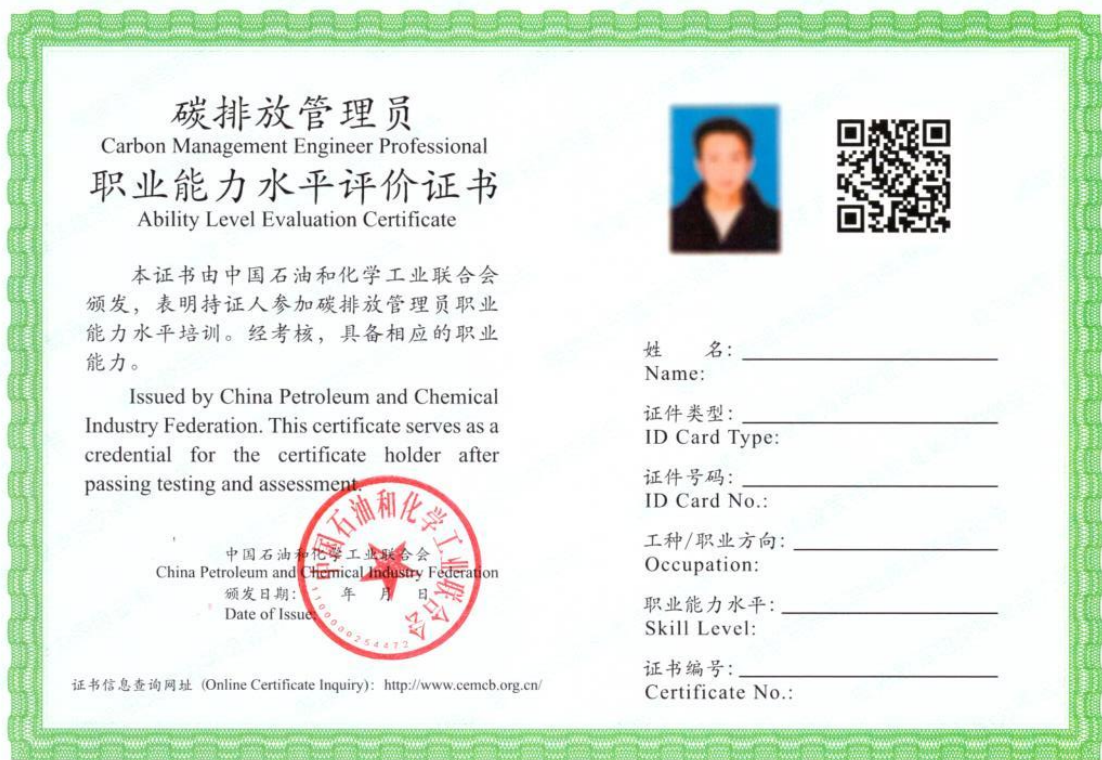 碳排放管理员
Carbon Management Engineer Professional
职业能力水平评价证书
Ability Level Evaluation Certificate
本证书由中国石油和化学工业联合会
颁发，表明持证人参加碳排放管理员职业
能力水平培训。经考核，具备相应的职业
能力。
Issued by China Petroleum and Chemical
Industry Federation. This certificate serves as a
credential for the certificate holder after
passing testing and assessment.
中国石油和化学工业联合会
China Petroleum and Chemical Industry Federation
颁发日期： 年 月 日
Date of Issue:
中国石油和化学工业联合会
1100000254472
证书信息查询网址（Online Certificate Inquiry）：http://www.cemcb.org.cn/
姓 名：
Name:
证件类型：
ID Card Type:
证件号码：
ID Card No.:
工种/职业方向：
Occupation:
职业能力水平：
Skill Level:
证书编号：
Certificate No.: